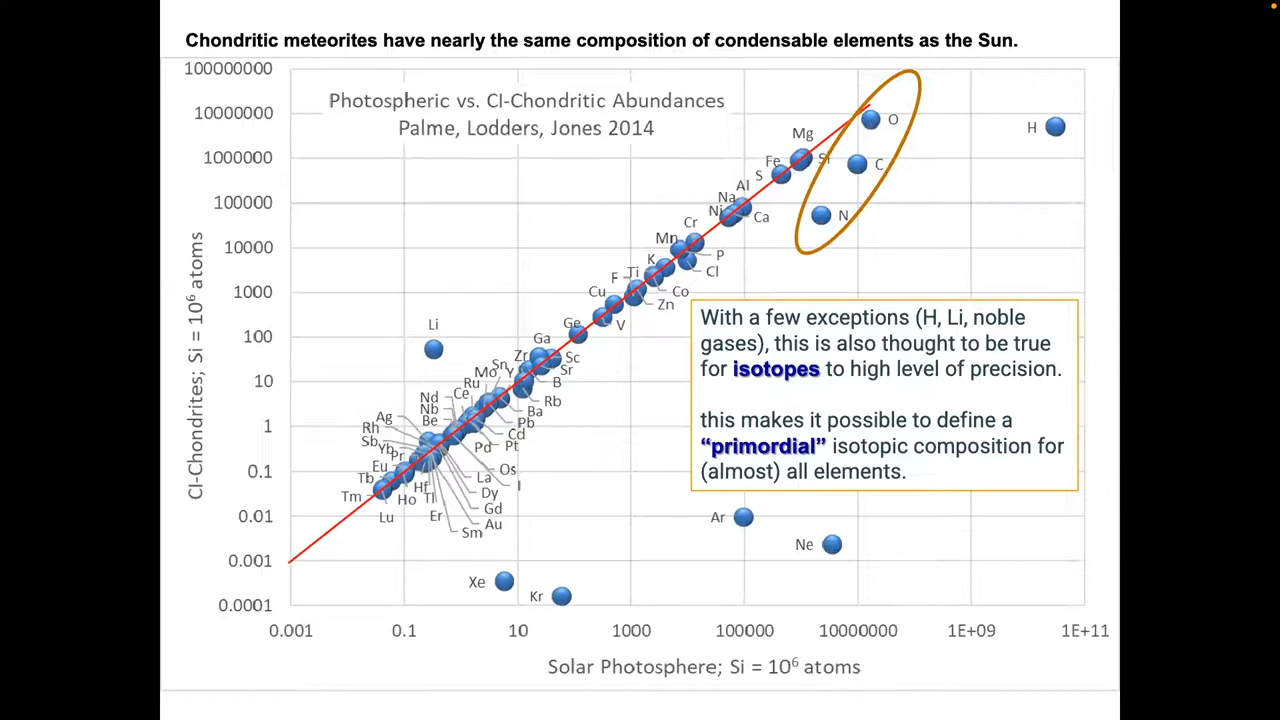 Chondritic meteorites have nearly the same composition of condensable elements as the Sun.
Photospheric vs. CI-Chondritic Abundances
Palme, Lodders, Jones 2014
CI-Chondrites; Si = 10⁶ atoms
100000000
10000000
1000000
100000
10000
1000
100
10
1
0.1
0.01
0.001
0.0001
H
O
C
N
Mg
Si
Fe
S
Al
Na
Ni
Ca
Cr
Mn
P
Cl
K
Ti
F
Co
Zn
Cu
V
Ge
Li
Ga
Zr
Sc
Sr
Sn
Mo
Y
B
Ru
Rb
Ce
Nd
Nb
Be
Ba
Pb
Ag
Rh
Sb
Yb
Pr
Cd
Pt
Pd
Eu
Tb
Os
La
I
Hf
Tl
Ho
Dy
Tm
Lu
Er
Gd
Au
Sm
With a few exceptions (H, Li, noble
gases), this is also thought to be true
for isotopes to high level of precision.
this makes it possible to define a
“primordial” isotopic composition for
(almost) all elements.
Ar
Ne
Xe
Kr
0.001
0.1
10
1000
100000
10000000
1E+09
1E+11
Solar Photosphere; Si = 10⁶ atoms